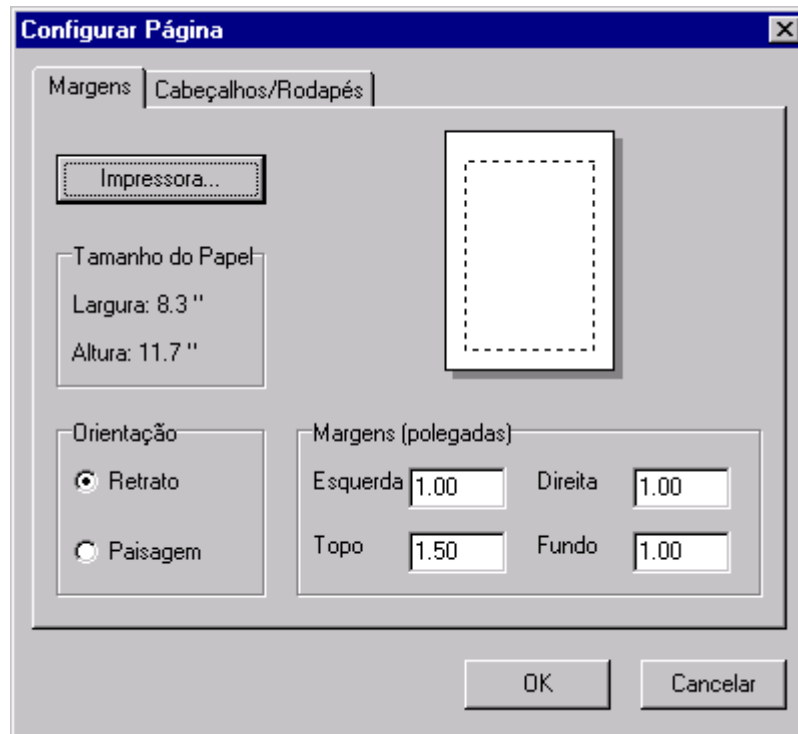 Configurar Página
Margens Cabeçalhos/Rodapés
Impressora...
Tamanho do Papel
Largura: 8.3 "
Altura: 11.7 "
Orientação
Retrato
Paisagem
Margens (polegadas)
Esquerda 1.00 Direita 1.00
Topo 1.50 Fundo 1.00
OK Cancelar